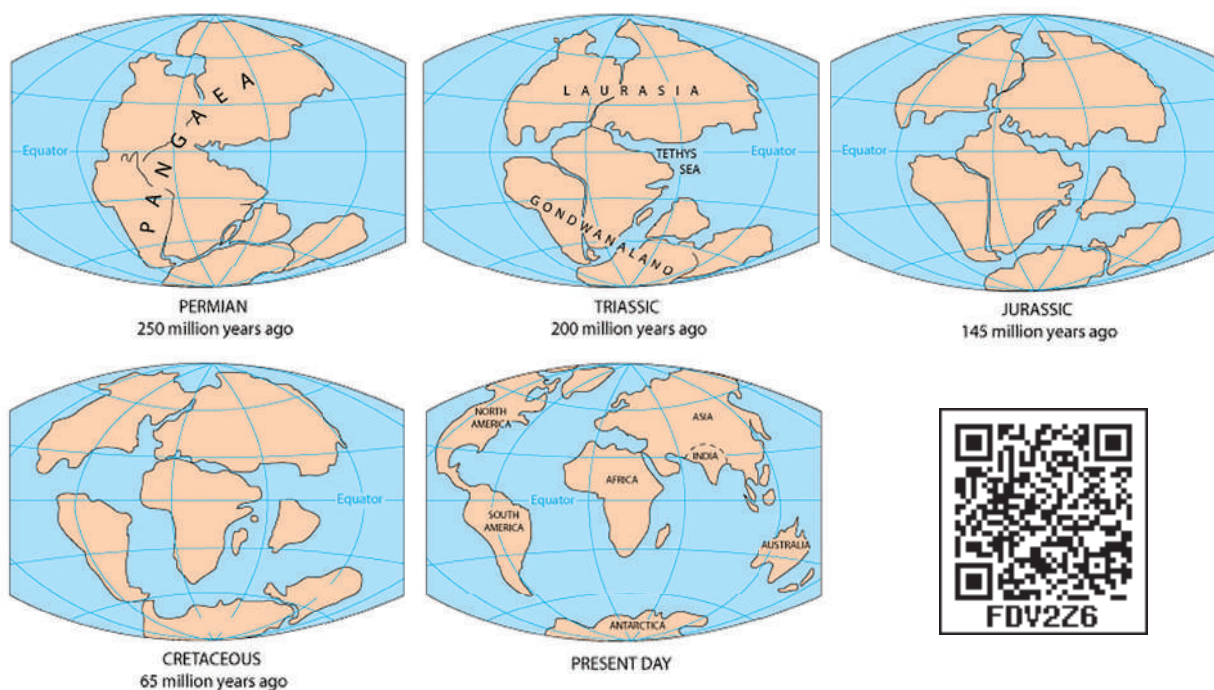 PANGAEA
Equator
PERMIAN
250 million years ago
LAURASIA
TETHYS
SEA
Equator
GONDWANALAND
TRIASSIC
200 million years ago
Equator
JURASSIC
145 million years ago
Equator
CRETACEOUS
65 million years ago
NORTH
AMERICA
ASIA
INDIA
AFRICA
Equator
SOUTH
AMERICA
AUSTRALIA
ANTARCTICA
PRESENT DAY
FDV2Z6